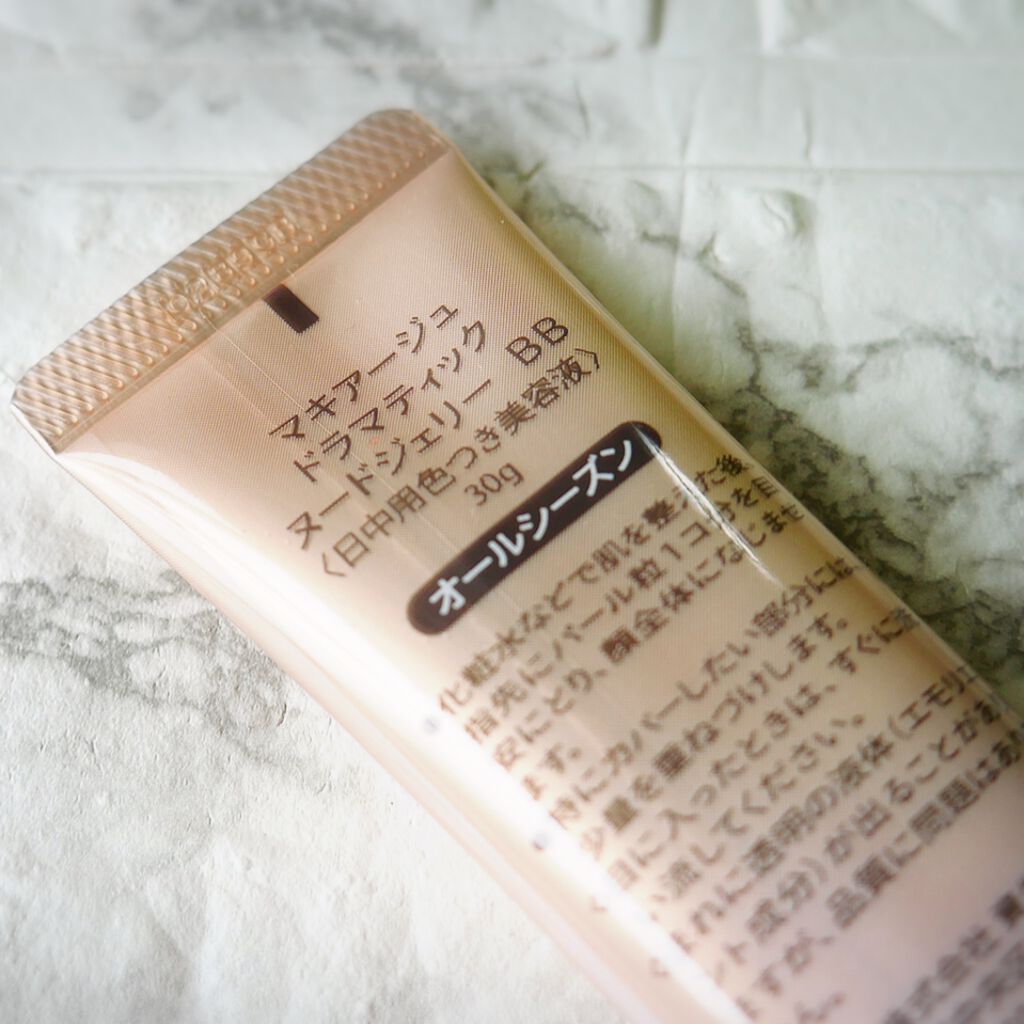 マキアージュ
ドラマティック
ヌードジェリー BB
〈日中用色つき美容液〉
30g
オールシーズン
化粧水などで肌を整えた後
指先にパール粒1コ分を目
安にとり、顔全体になじませ
ます。
特にカバーしたい部分には
少量を重ねづけします。
目に入ったときは、すぐに
流してください。
まれに透明の液体（エモリエ
ント成分）が出ることがあ
ますが、品質に問題はあ
ん。
株式会社